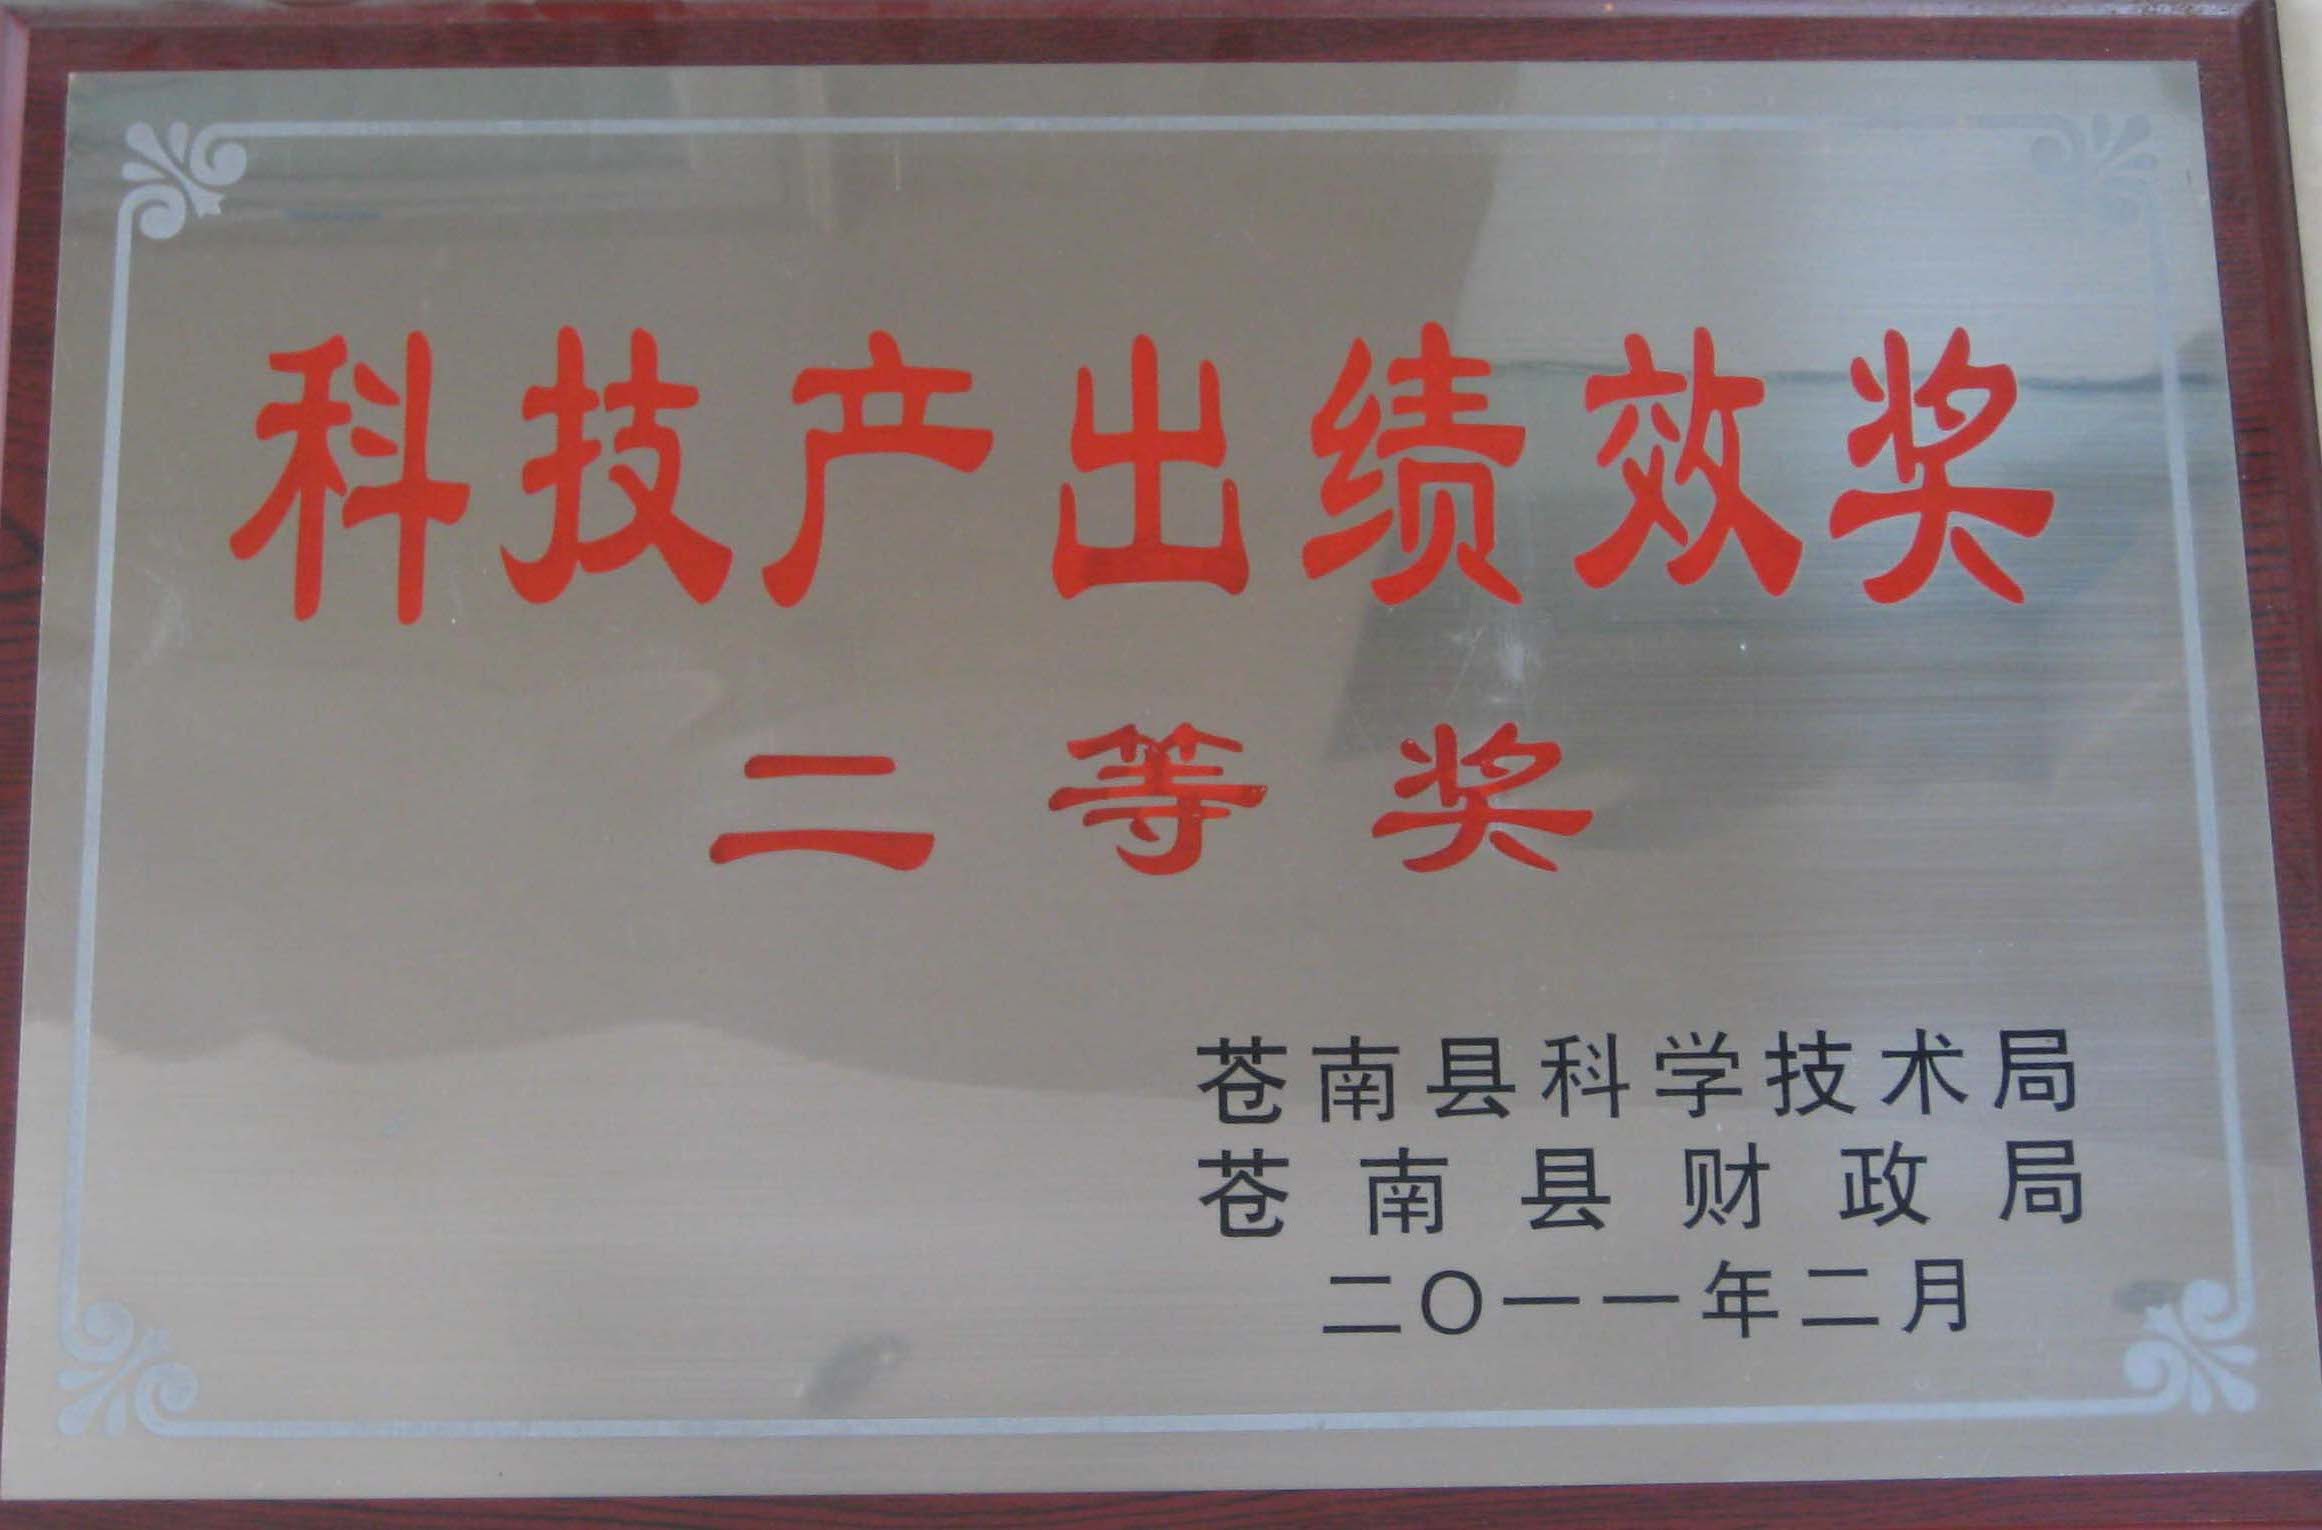 科技产出绩效奖
二等奖
苍南县科学技术局
苍南县财政局
二〇一一年二月